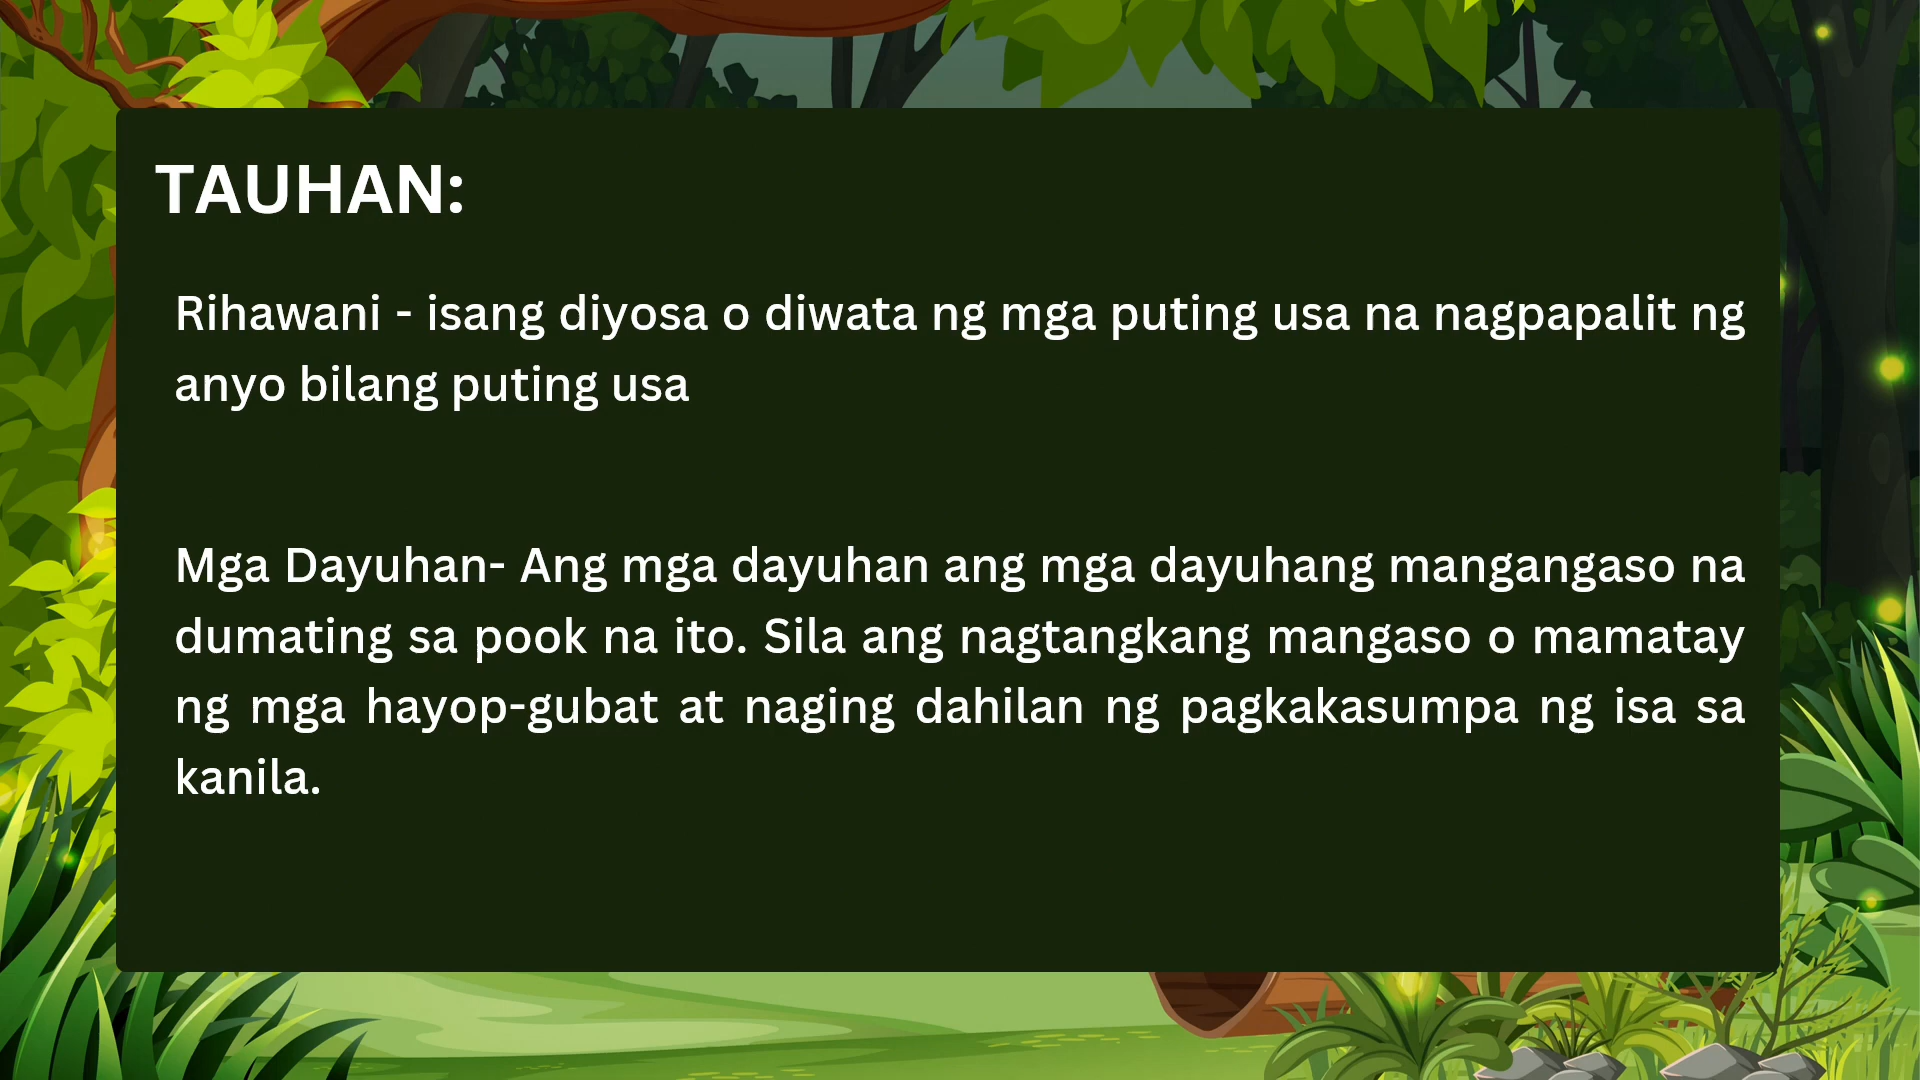 TAUHAN:
Rihawani - isang diyosa o diwata ng mga puting usa na nagpapalit ng
anyo bilang puting usa
Mga Dayuhan- Ang mga dayuhan ang mga dayuhang mangangaso na
dumating sa pook na ito. Sila ang nagtangkang mangaso o mamatay
ng mga hayop-gubat at naging dahilan ng pagkakasumpa ng isa sa
kanila.